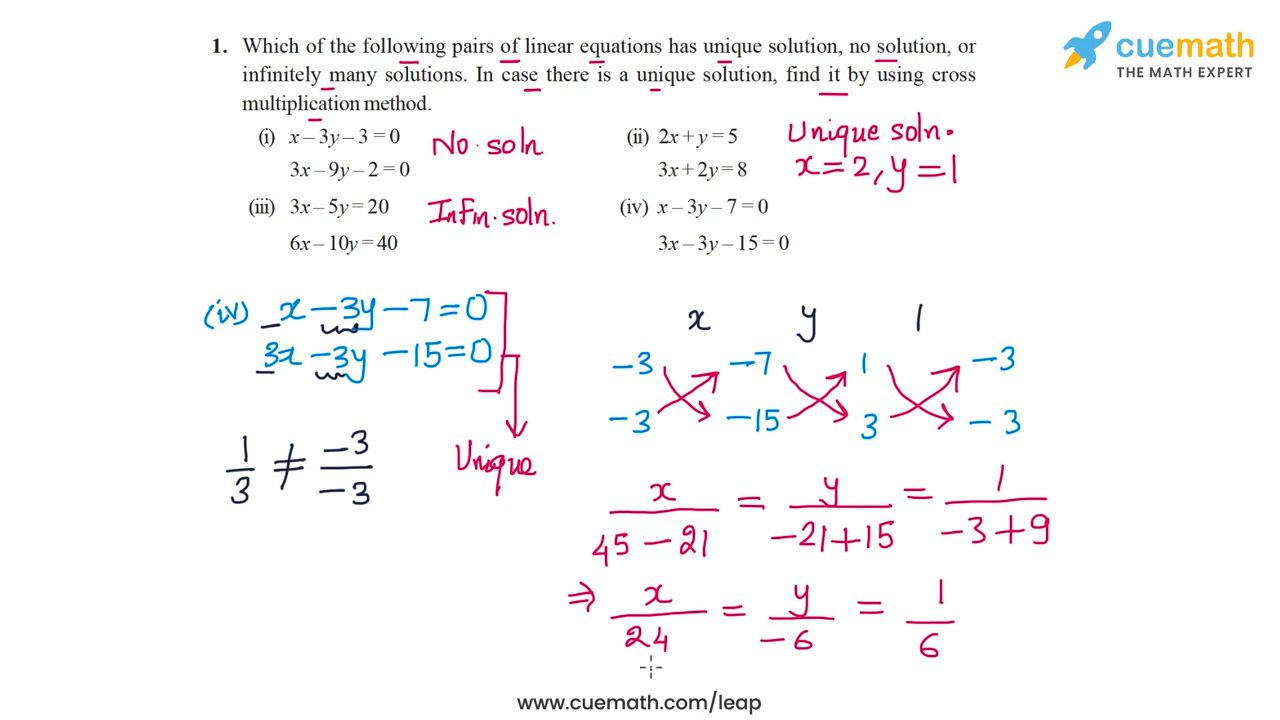 cuemath
THE MATH EXPERT
1. Which of the following pairs of linear equations has unique solution, no solution, or
infinitely many solutions. In case there is a unique solution, find it by using cross
multiplication method.
(i) x – 3y – 3 = 0
3x – 9y – 2 = 0
No. soln
(ii) 2x + y = 5
3x + 2y = 8
Unique soln.
x = 2, y = 1
(iii) 3x – 5y = 20
6x – 10y = 40
Infn. soln.
(iv) x – 3y – 7 = 0
3x – 3y – 15 = 0
(iv) x – 3y – 7 = 0
3x – 3y – 15 = 0
Unique
1/3 ≠ –3/–3
x y 1
–3 –7 1 –3
–3 –15 3 –3
x/(45 – 21) = y/(–21 + 15) = 1/(–3 + 9)
⇒ x/24 = y/–6 = 1/6
www.cuemath.com/leap